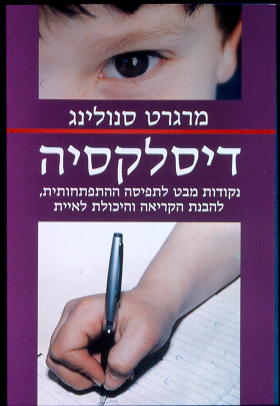 מרגרט סנולינג
דיסלקסיה
נקודות מבט לתפיסה ההתפתחותית,
להבנת הקריאה והיכולת לאיית